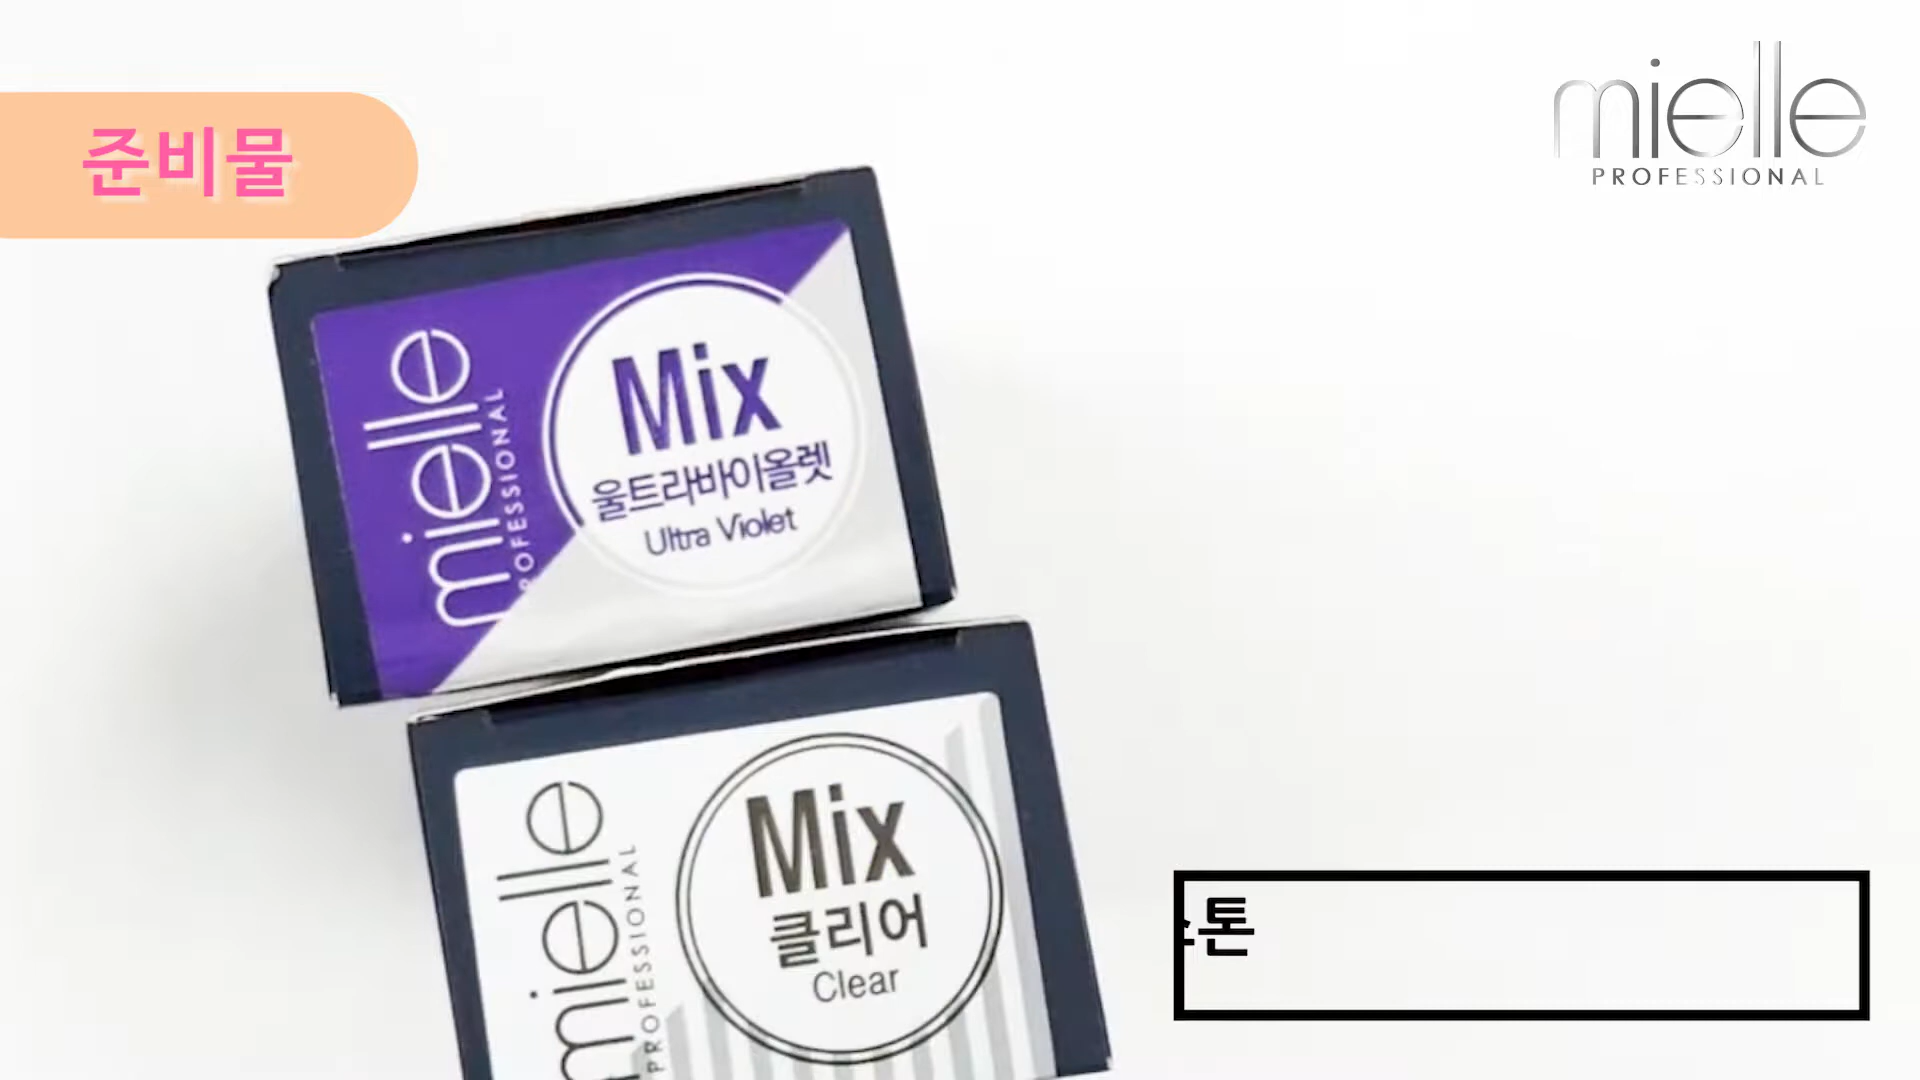 준비물
mielle
PROFESSIONAL
mielle
PROFESSIONAL
Mix
울트라바이올렛
Ultra Violet
mielle
PROFESSIONAL
Mix
클리어
Clear
톤